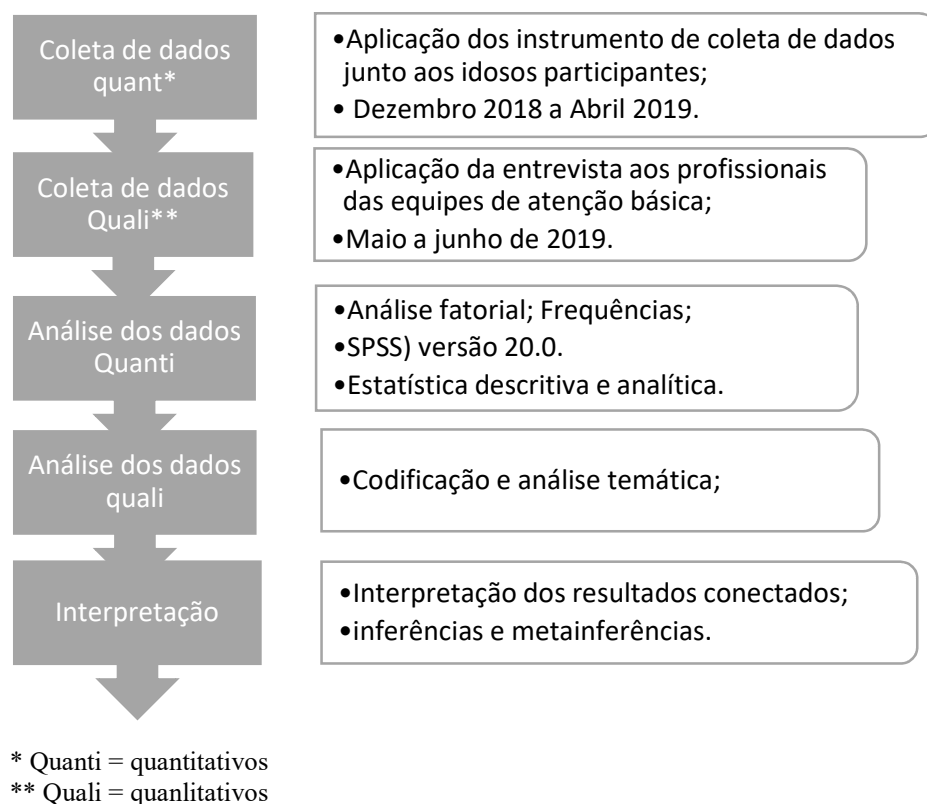 Coleta de dados
quant*
•Aplicação dos instrumento de coleta de dados
junto aos idosos participantes;
• Dezembro 2018 a Abril 2019.
Coleta de dados
Quali**
•Aplicação da entrevista aos profissionais
das equipes de atenção básica;
•Maio a junho de 2019.
Análise dos dados
Quanti
•Análise fatorial; Frequências;
•SPSS) versão 20.0.
•Estatística descritiva e analítica.
Análise dos dados
quali
•Codificação e análise temática;
Interpretação
•Interpretação dos resultados conectados;
•inferências e metainferências.
* Quanti = quantitativos
** Quali = quanlitativos